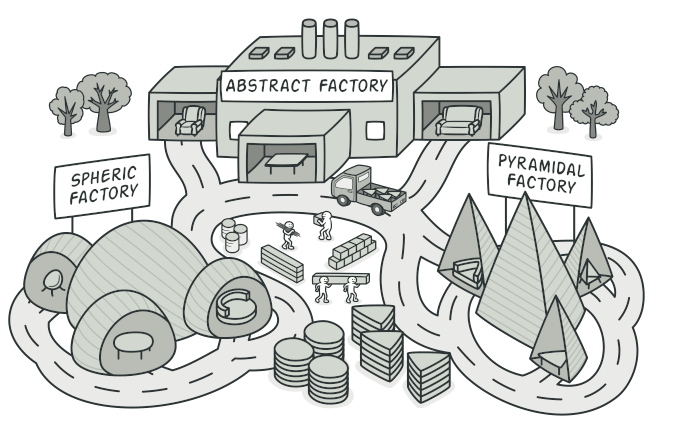 ABSTRACT FACTORY
SPHERIC
FACTORY
PYRAMIDAL
FACTORY